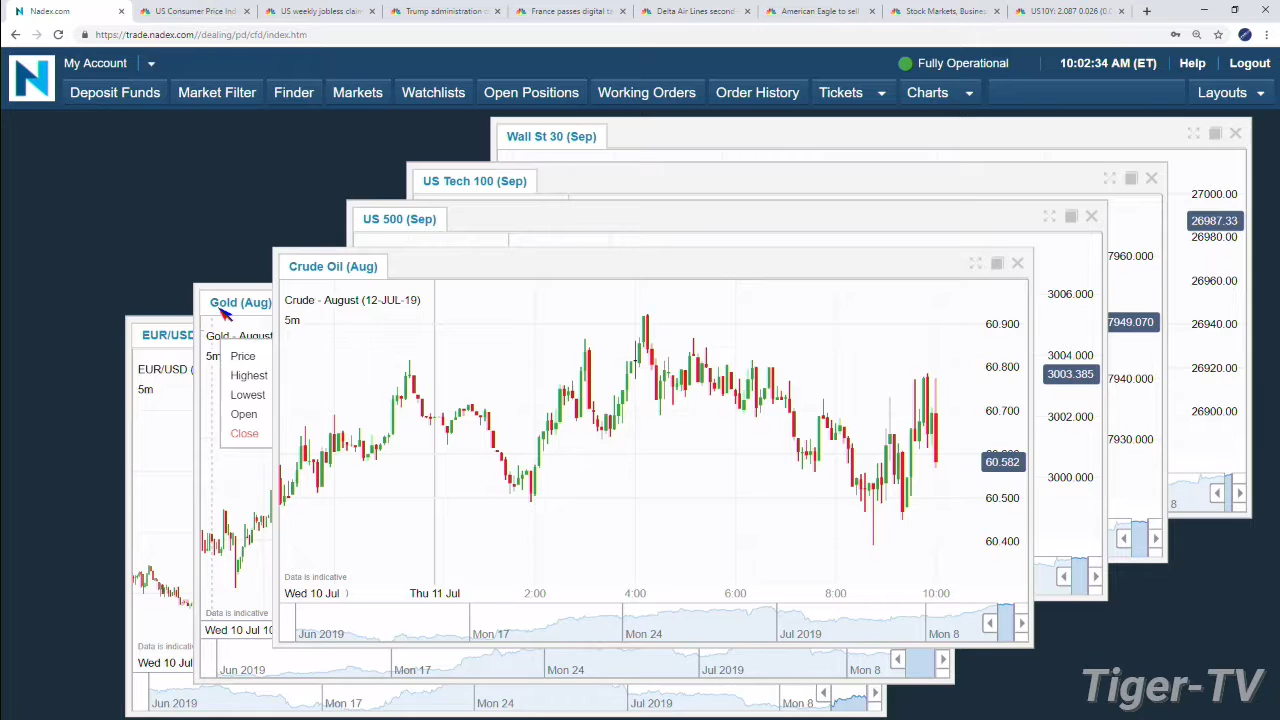 Nadex.com
US Consumer Price Ind
US weekly jobless clain
Trump administration c
France passes digital ta
Delta Air Lines second-
American Eagle to sell
Stock Markets, Busines
US10Y: 2.087 0.026 (0.0
https://trade.nadex.com//dealing/pd/cfd/index.htm
N
My Account
Fully Operational
10:02:34 AM (ET)
Help
Logout
Deposit Funds
Market Filter
Finder
Markets
Watchlists
Open Positions
Working Orders
Order History
Tickets
Charts
Layouts
Wall St 30 (Sep)
27000.00
26987.33
26980.00
26960.00
26940.00
26920.00
26900.00
8
US Tech 100 (Sep)
7960.000
7949.070
7940.000
7930.000
US 500 (Sep)
3006.000
3004.000
3003.385
3002.000
3000.000
Crude Oil (Aug)
Crude - August (12-JUL-19)
5m
60.900
60.800
60.700
60.582
60.500
60.400
Data is indicative
Wed 10 Jul
Thu 11 Jul
2:00
4:00
6:00
8:00
10:00
Jun 2019
Mon 17
Mon 24
Jul 2019
Mon 8
Gold (Aug)
Gold - August
5m
Price
Highest
Lowest
Open
Close
Data is indicative
Wed 10 Jul 10
Jun 2019
Mon 17
Mon 24
Jul 2019
Mon 8
EUR/USD
EUR/USD (
5m
Data is indicative
Wed 10 Jul
Jun 2019
Mon 17
Mon 24
Jul 2019
Mon 8
Tiger-TV